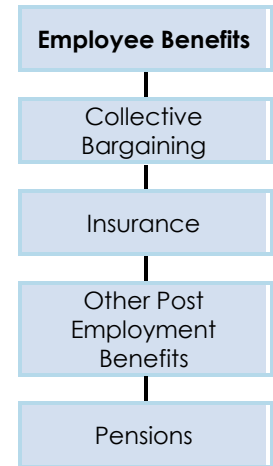 Employee Benefits
Collective
Bargaining
Insurance
Other Post
Employment
Benefits
Pensions